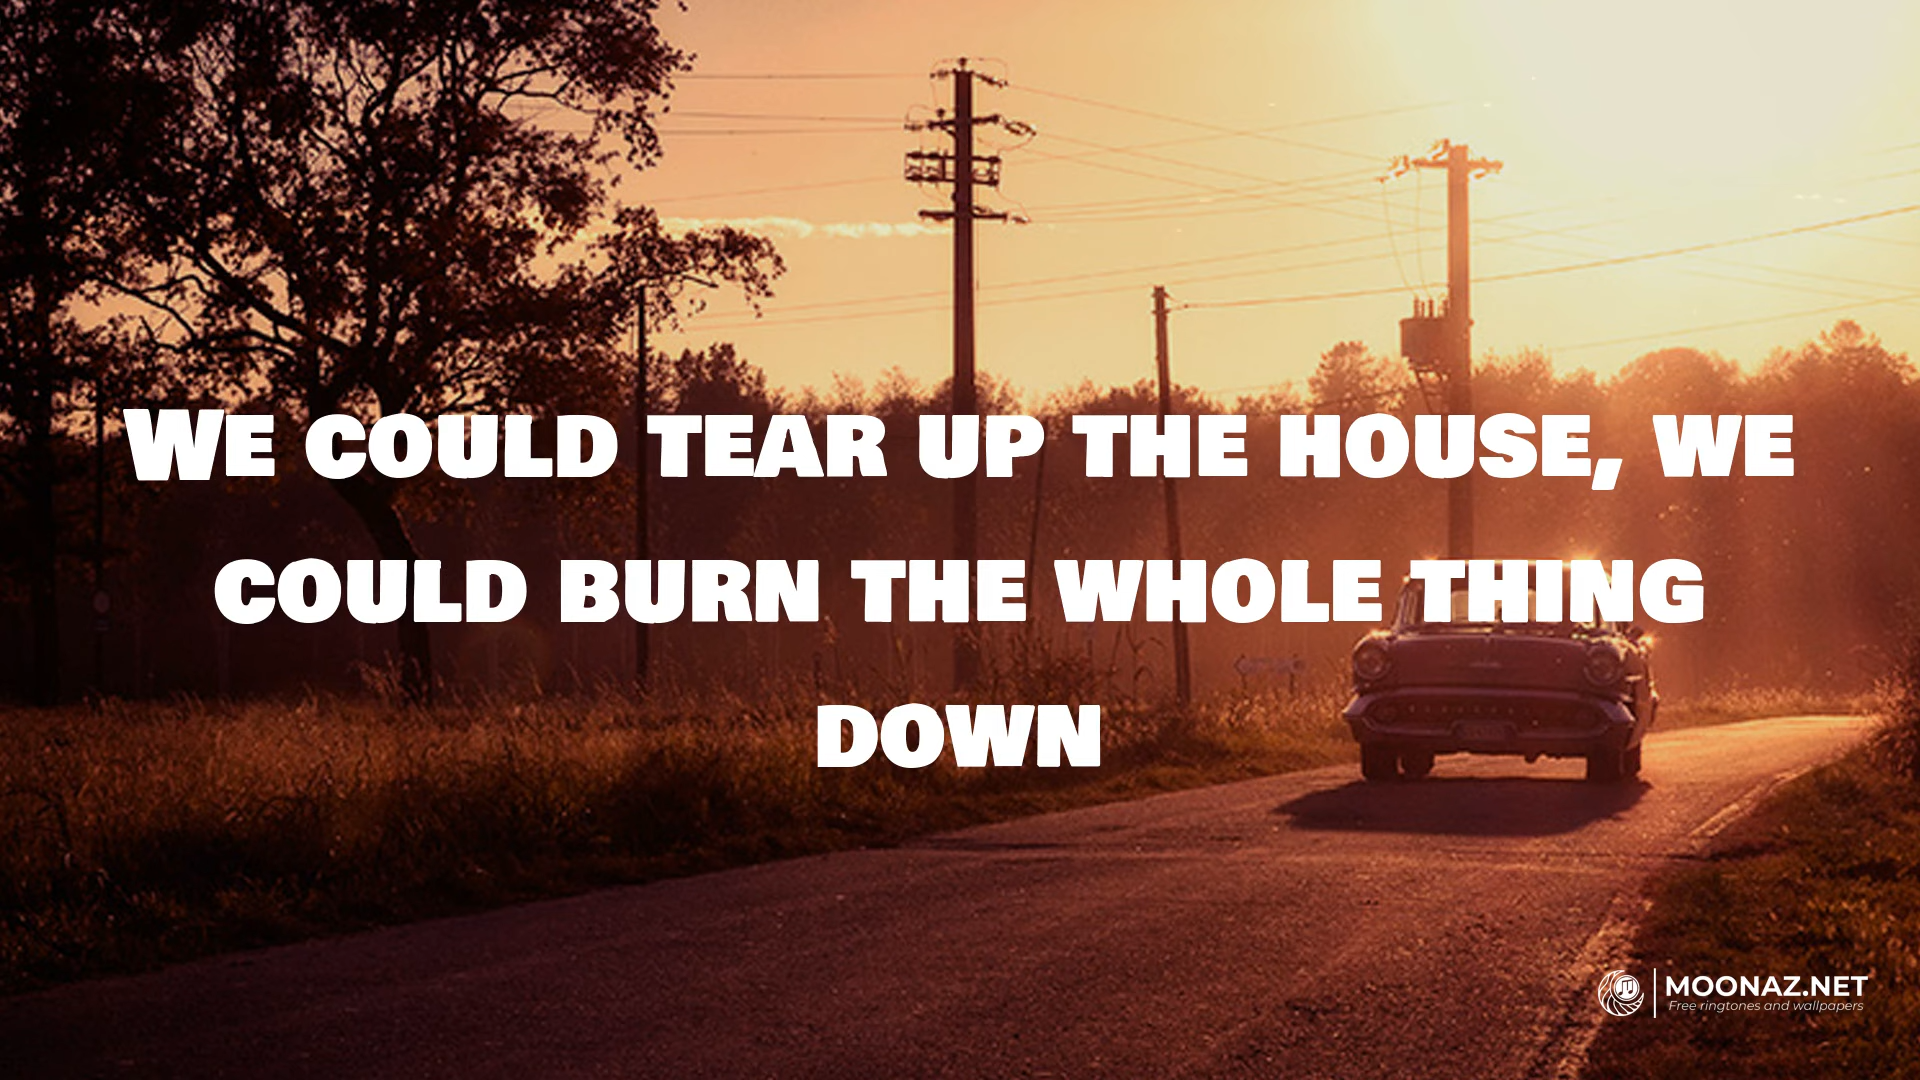 We could tear up the house, we
could burn the whole thing
down
MOONAZ.NET
Free ringtones and wallpapers